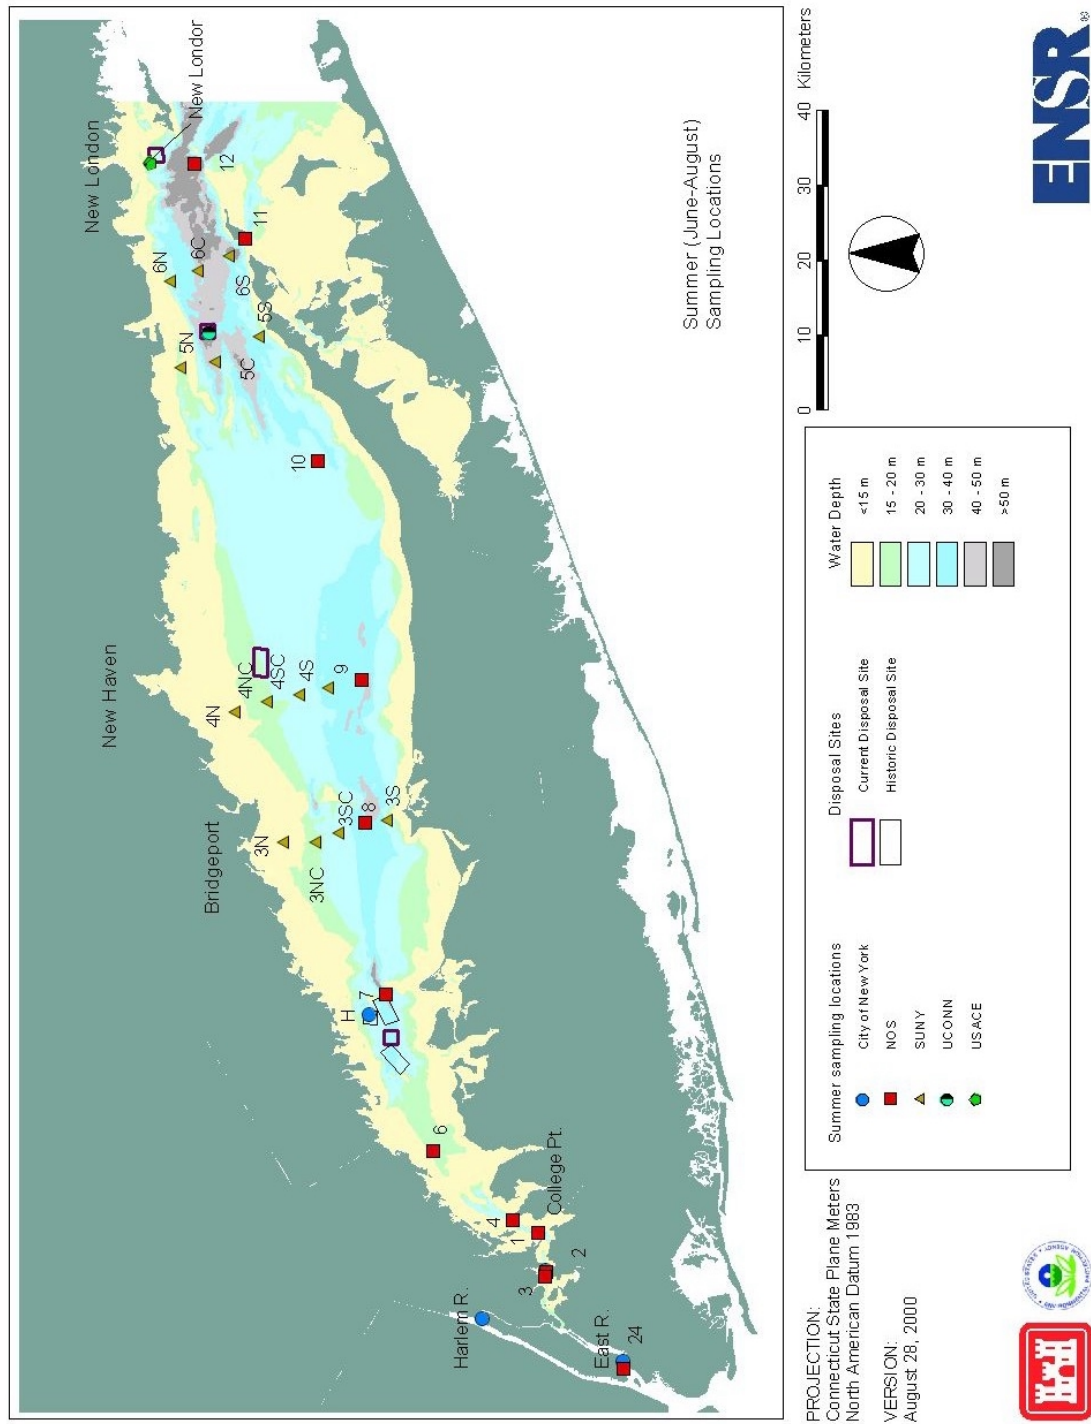 New London
New Londor
New Haven
Bridgeport
6N
6C
6S
5N
5C
5S
12
11
10
4N
4NC
4SC
4S
9
3N
3NC
3SC
8
3S
H
7
6
4
1
College Pt.
2
3
Harlem R.
East R.
24
Summer (June-August)
Sampling Locations
PROJECTION:
Connecticut State Plane Meters
North American Datum 1983
VERSION:
August 28, 2000
Summer sampling locations
City of New York
NOS
SUNY
UCONN
USACE
Disposal Sites
Current Disposal Site
Historic Disposal Site
Water Depth
<15 m
15 - 20 m
20 - 30 m
30 - 40 m
40 - 50 m
>50 m
0 10 20 30 40 Kilometers
ENSR®